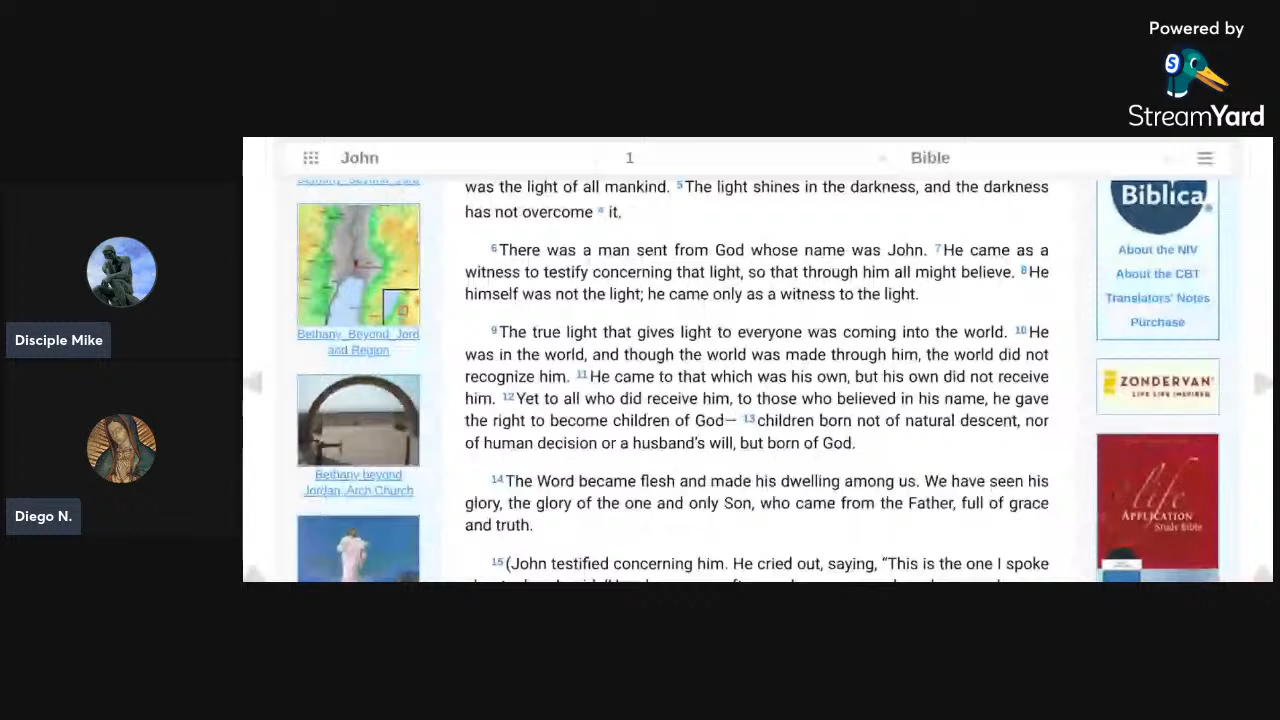 Powered by
StreamYard
John
1
Bible
was the light of all mankind. 5 The light shines in the darkness, and the darkness
has not overcome a it.
6 There was a man sent from God whose name was John. 7 He came as a
witness to testify concerning that light, so that through him all might believe. 8 He
himself was not the light; he came only as a witness to the light.
9 The true light that gives light to everyone was coming into the world. 10 He
was in the world, and though the world was made through him, the world did not
recognize him. 11 He came to that which was his own, but his own did not receive
him. 12 Yet to all who did receive him, to those who believed in his name, he gave
the right to become children of God— 13 children born not of natural descent, nor
of human decision or a husband's will, but born of God.
14 The Word became flesh and made his dwelling among us. We have seen his
glory, the glory of the one and only Son, who came from the Father, full of grace
and truth.
15 (John testified concerning him. He cried out, saying, "This is the one I spoke
Bethany_Beyond_Jord
and Region
Bethany beyond
Jordan, Arch Church
Biblica
About the NIV
About the CBT
Translators' Notes
Purchase
ZONDERVAN
LIFE LIFE INSPIRED
life
APPLICATION
Study Bible
Disciple Mike
Diego N.